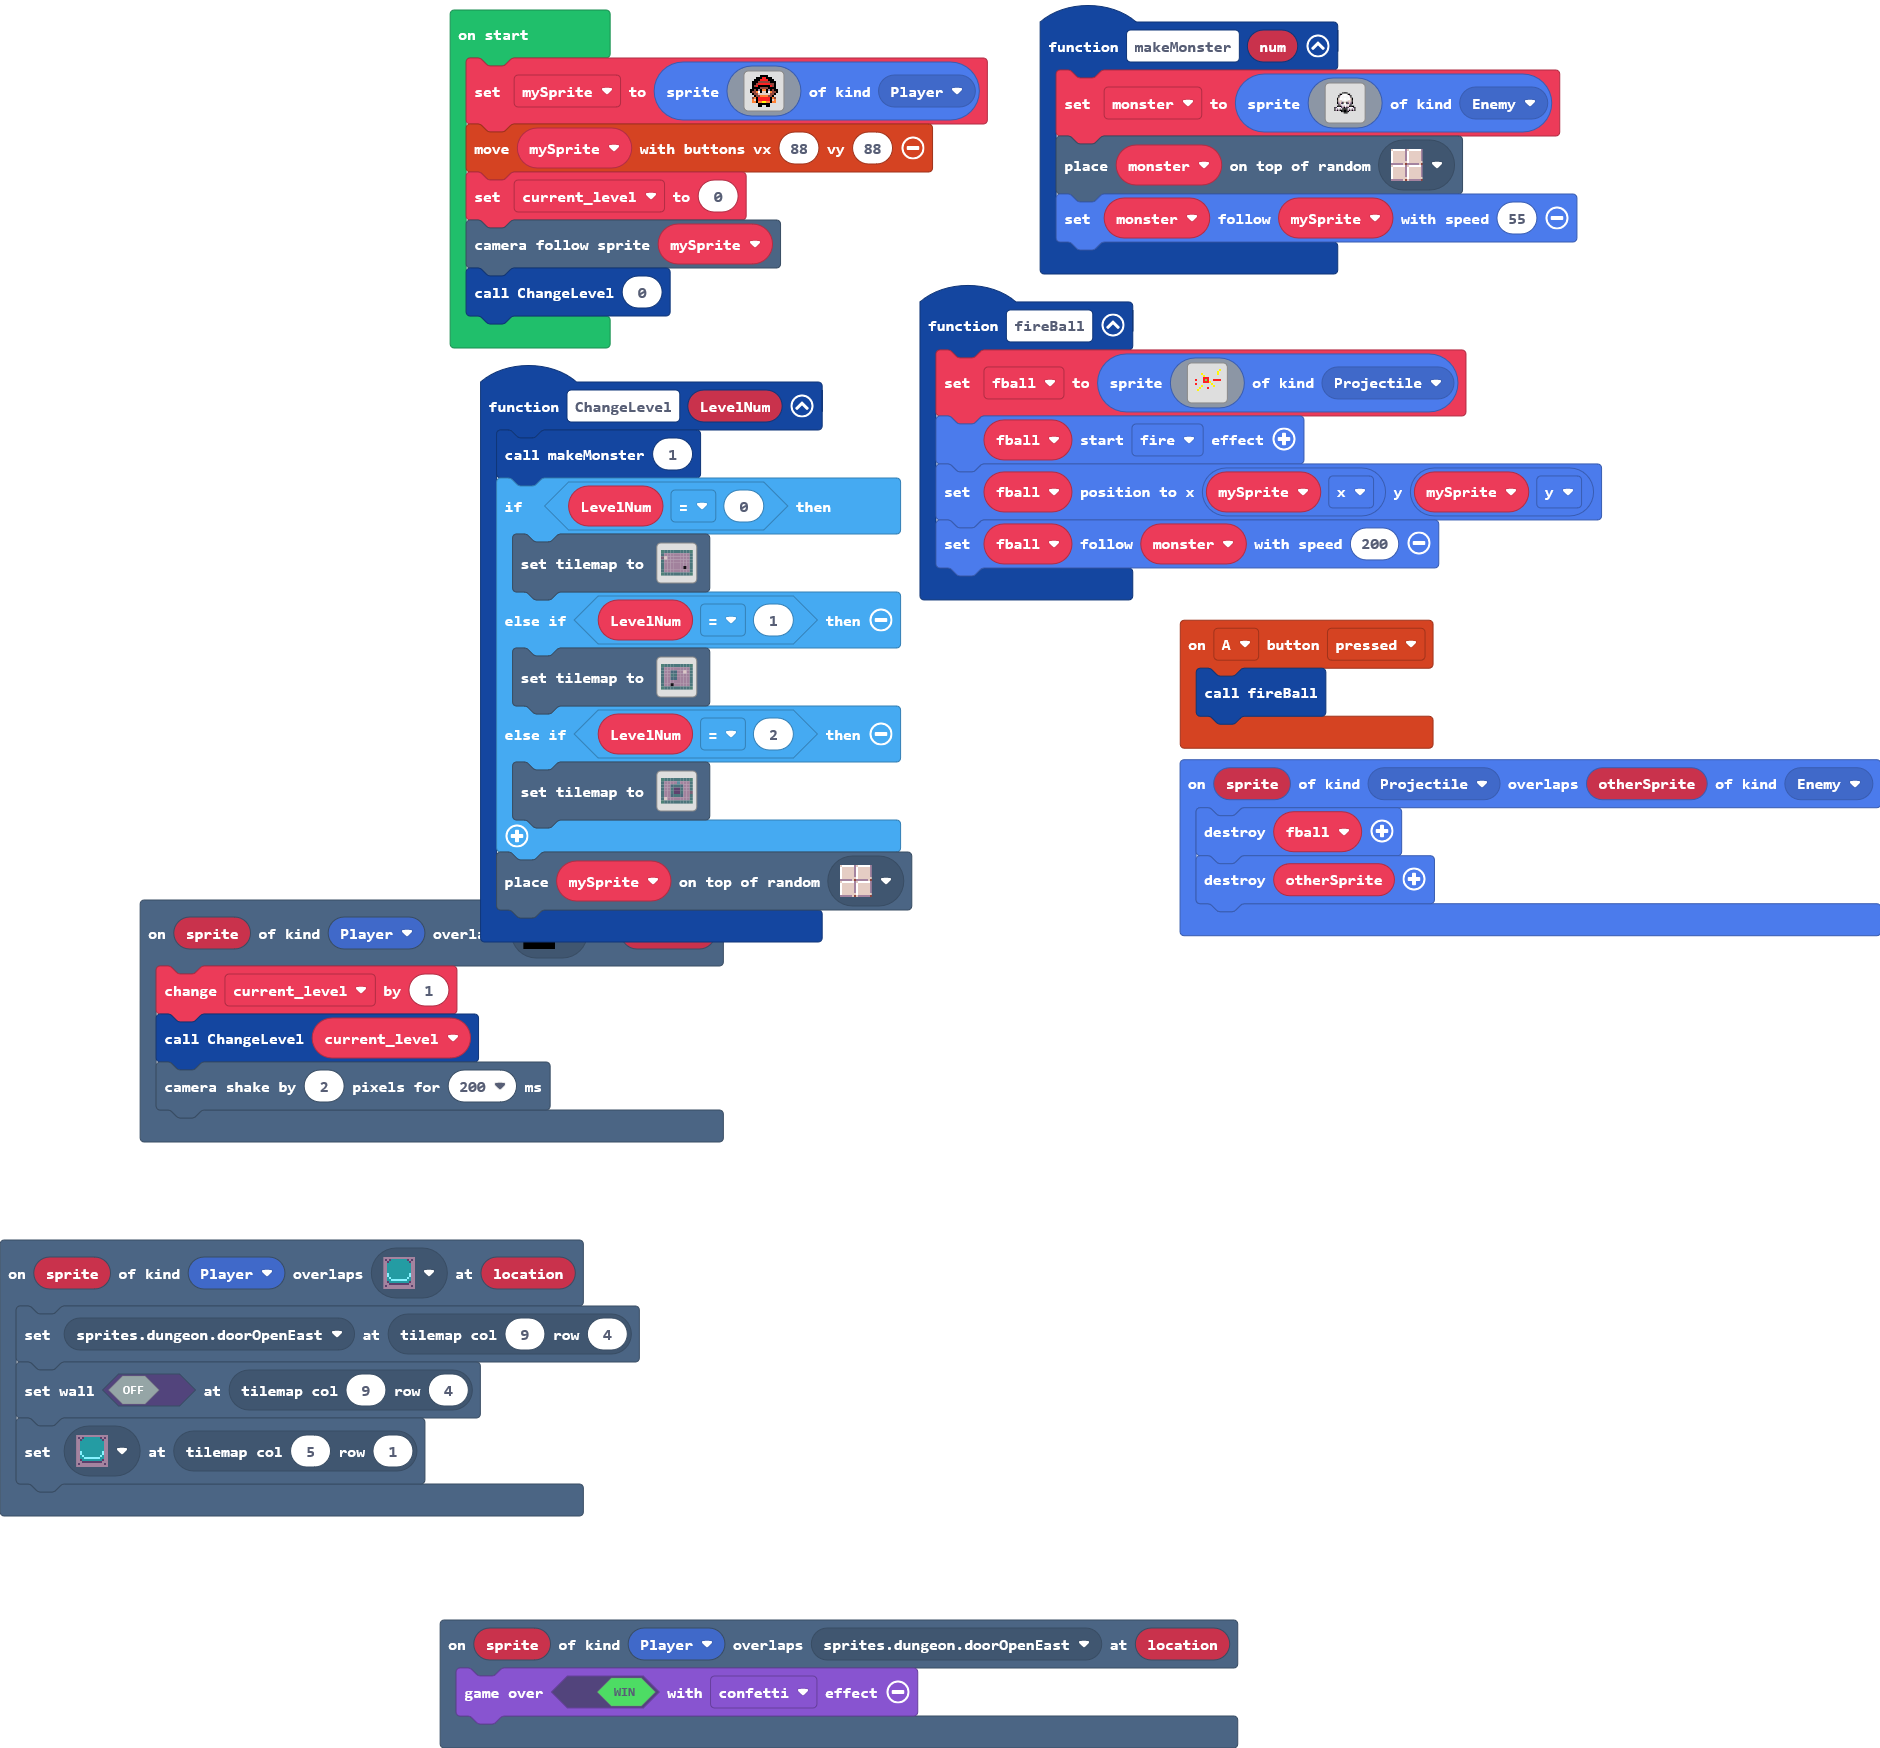 on start
set mySprite to sprite of kind Player
move mySprite with buttons vx 88 vy 88
set current_level to 0
camera follow sprite mySprite
call ChangeLevel 0
function makeMonster num
set monster to sprite of kind Enemy
place monster on top of random
set monster follow mySprite with speed 55
function fireBall
set fball to sprite of kind Projectile
fball start fire effect
set fball position to x mySprite x y mySprite y
set fball follow monster with speed 200
function ChangeLevel LevelNum
call makeMonster 1
if LevelNum = 0 then
set tilemap to
else if LevelNum = 1 then
set tilemap to
else if LevelNum = 2 then
set tilemap to
place mySprite on top of random
on A button pressed
call fireBall
on sprite of kind Projectile overlaps otherSprite of kind Enemy
destroy fball
destroy otherSprite
on sprite of kind Player
change current_level by 1
call ChangeLevel current_level
camera shake by 2 pixels for 200 ms
on sprite of kind Player overlaps at location
set sprites.dungeon.doorOpenEast at tilemap col 9 row 4
set wall OFF at tilemap col 9 row 4
set at tilemap col 5 row 1
on sprite of kind Player overlaps sprites.dungeon.doorOpenEast at location
game over WIN with confetti effect